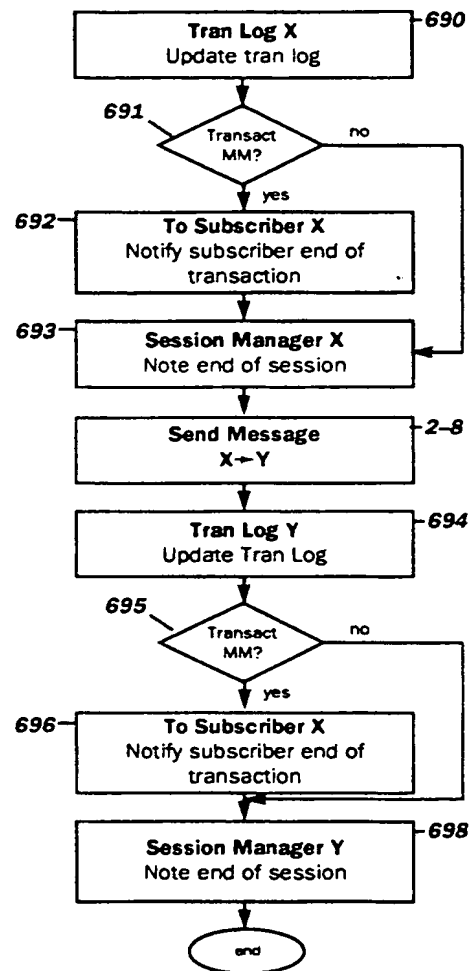 Tran Log X
Update tran log
690
691
Transact
MM?
no
yes
692
To Subscriber X
Notify subscriber end of
transaction
693
Session Manager X
Note end of session
Send Message
X→Y
2-8
Tran Log Y
Update Tran Log
694
695
Transact
MM?
no
yes
696
To Subscriber X
Notify subscriber end of
transaction
Session Manager Y
Note end of session
698
end